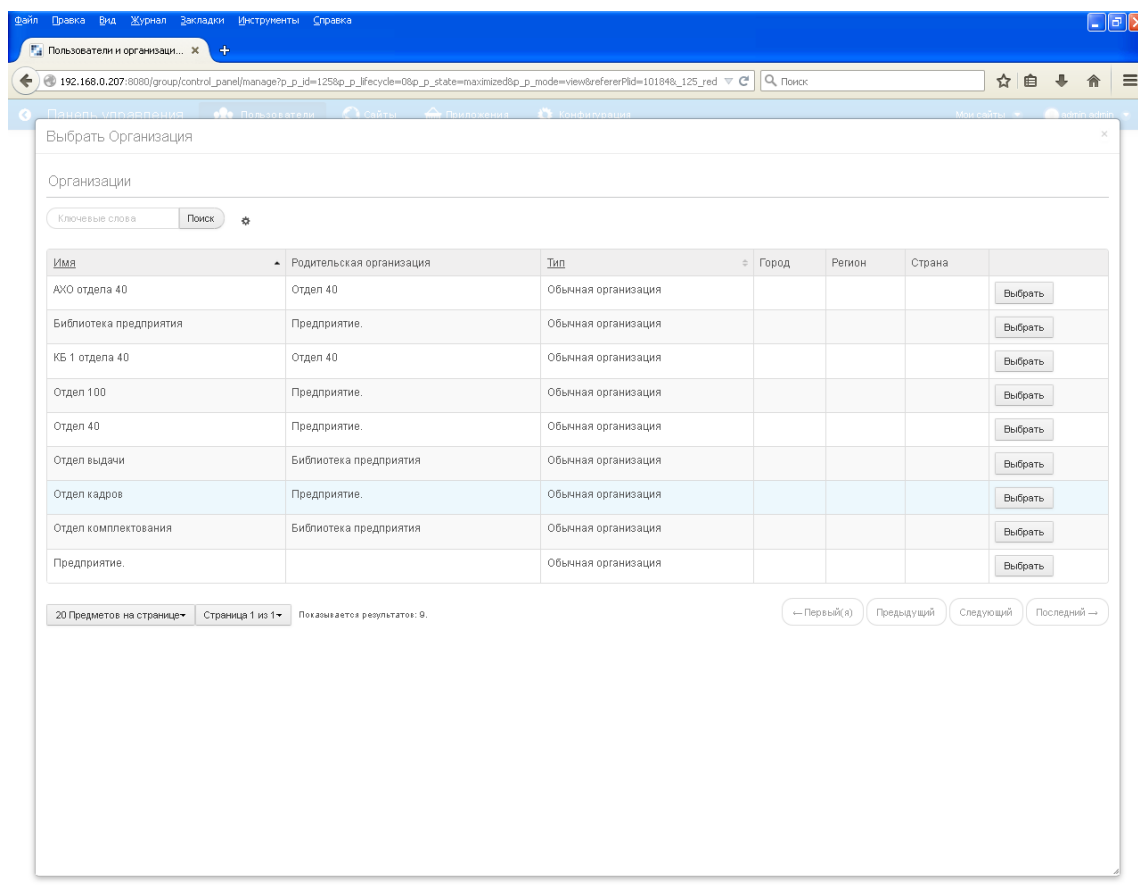 Файл Правка Вид Журнал Закладки Инструменты Справка
Пользователи и организаци... × +
192.168.0.207:8080/group/control_panel/manage?p_p_id=125&p_p_lifecycle=0&p_p_state=maximized&p_p_mode=view&refererPlid=10184&_125_red Поиск
Панель управления Пользователи Сайты Приложения Конфигурация Мои сайты admin admin
Выбрать Организация ×
Организации
Ключевые слова Поиск
Имя Родительская организация Тип Город Регион Страна
АХО отдела 40 Отдел 40 Обычная организация Выбрать
Библиотека предприятия Предприятие. Обычная организация Выбрать
КБ 1 отдела 40 Отдел 40 Обычная организация Выбрать
Отдел 100 Предприятие. Обычная организация Выбрать
Отдел 40 Предприятие. Обычная организация Выбрать
Отдел выдачи Библиотека предприятия Обычная организация Выбрать
Отдел кадров Предприятие. Обычная организация Выбрать
Отдел комплектования Библиотека предприятия Обычная организация Выбрать
Предприятие. Обычная организация Выбрать
20 Предметов на странице Страница 1 из 1 Показывается результатов: 9. ← Первый(я) Предыдущий Следующий Последний →